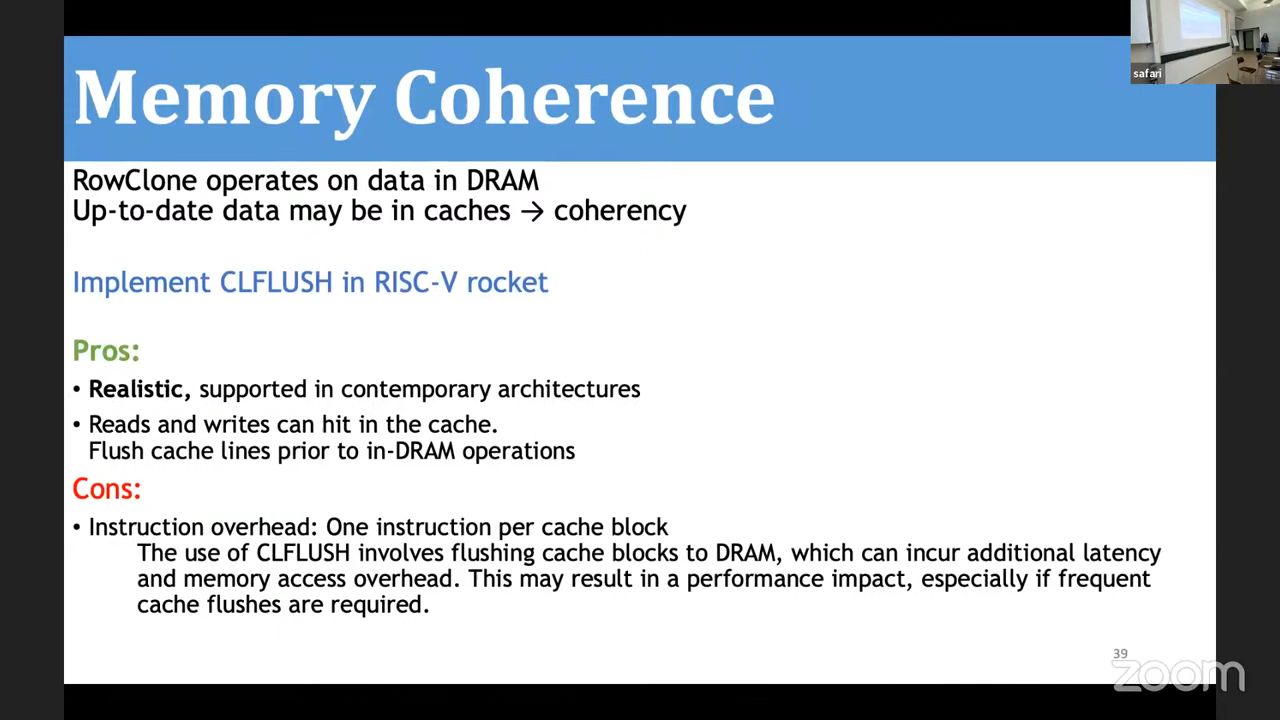 safari
Memory Coherence
RowClone operates on data in DRAM
Up-to-date data may be in caches → coherency
Implement CLFLUSH in RISC-V rocket
Pros:
• Realistic, supported in contemporary architectures
• Reads and writes can hit in the cache.
Flush cache lines prior to in-DRAM operations
Cons:
• Instruction overhead: One instruction per cache block
The use of CLFLUSH involves flushing cache blocks to DRAM, which can incur additional latency
and memory access overhead. This may result in a performance impact, especially if frequent
cache flushes are required.
39
zoom